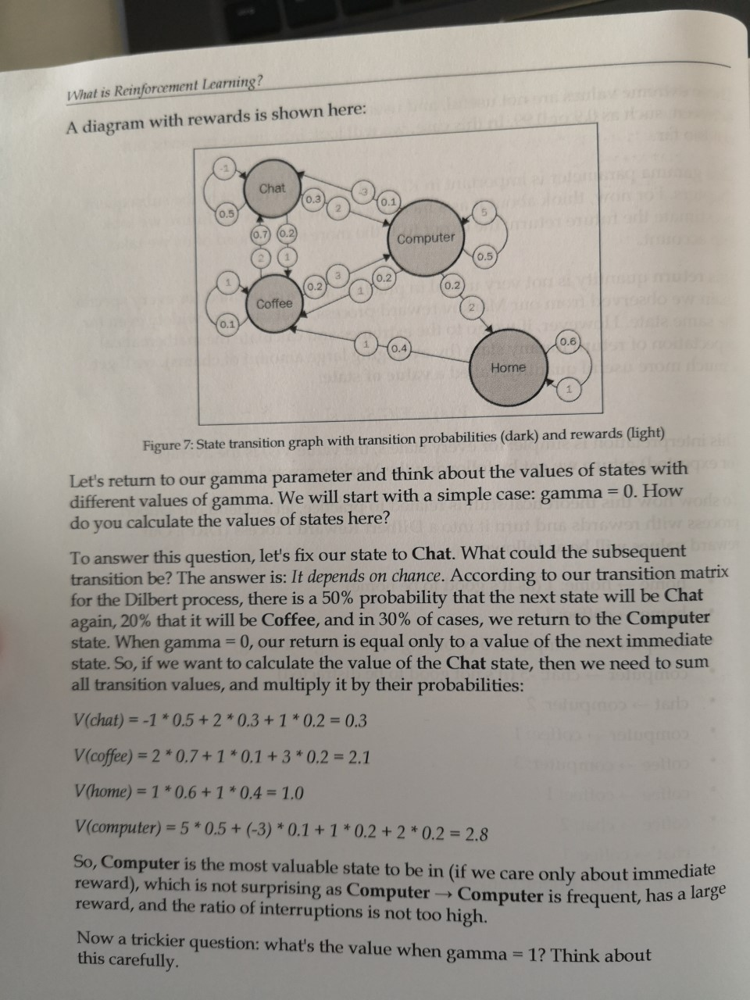 What is Reinforcement Learning?
A diagram with rewards is shown here:
-1
Chat
0.5
0.3
2
-3
0.1
Computer
5
0.5
0.7
0.2
2
1
1
Coffee
0.1
0.2
3
1
0.2
0.2
2
1
0.4
Home
0.6
1
Figure 7: State transition graph with transition probabilities (dark) and rewards (light)
Let's return to our gamma parameter and think about the values of states with
different values of gamma. We will start with a simple case: gamma = 0. How
do you calculate the values of states here?
To answer this question, let's fix our state to Chat. What could the subsequent
transition be? The answer is: It depends on chance. According to our transition matrix
for the Dilbert process, there is a 50% probability that the next state will be Chat
again, 20% that it will be Coffee, and in 30% of cases, we return to the Computer
state. When gamma = 0, our return is equal only to a value of the next immediate
state. So, if we want to calculate the value of the Chat state, then we need to sum
all transition values, and multiply it by their probabilities:
V(chat) = -1 * 0.5 + 2 * 0.3 + 1 * 0.2 = 0.3
V(coffee) = 2 * 0.7 + 1 * 0.1 + 3 * 0.2 = 2.1
V(home) = 1 * 0.6 + 1 * 0.4 = 1.0
V(computer) = 5 * 0.5 + (-3) * 0.1 + 1 * 0.2 + 2 * 0.2 = 2.8
So, Computer is the most valuable state to be in (if we care only about immediate
reward), which is not surprising as Computer → Computer is frequent, has a large
reward, and the ratio of interruptions is not too high.
Now a trickier question: what's the value when gamma = 1? Think about
this carefully.